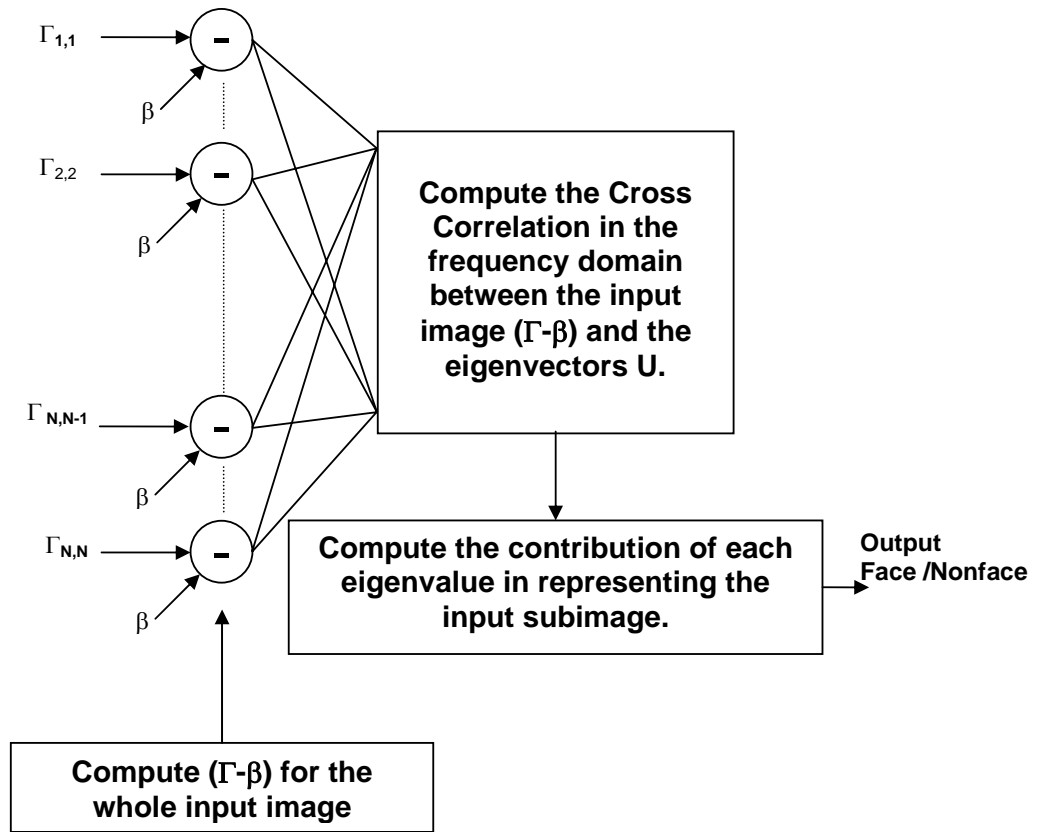 Γ1,1
-
β
Γ2,2
-
β
Compute the Cross
Correlation in the
frequency domain
between the input
image (Γ-β) and the
eigenvectors U.
Γ N,N-1
-
β
ΓN,N
-
β
Compute the contribution of each
eigenvalue in representing the
input subimage.
Output
Face /Nonface
Compute (Γ-β) for the
whole input image